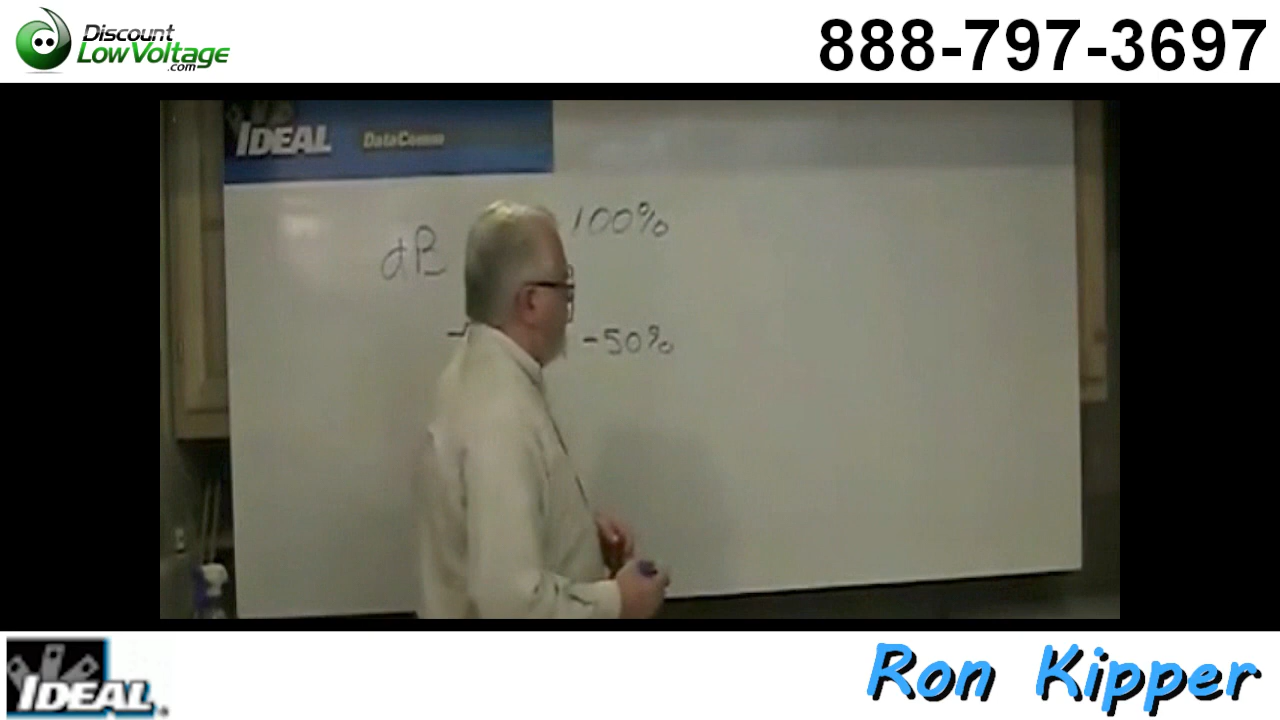 Discount
LowVoltage
.com
888-797-3697
IDEAL DataComm
dB 100%
-50%
IDEAL
Ron Kipper